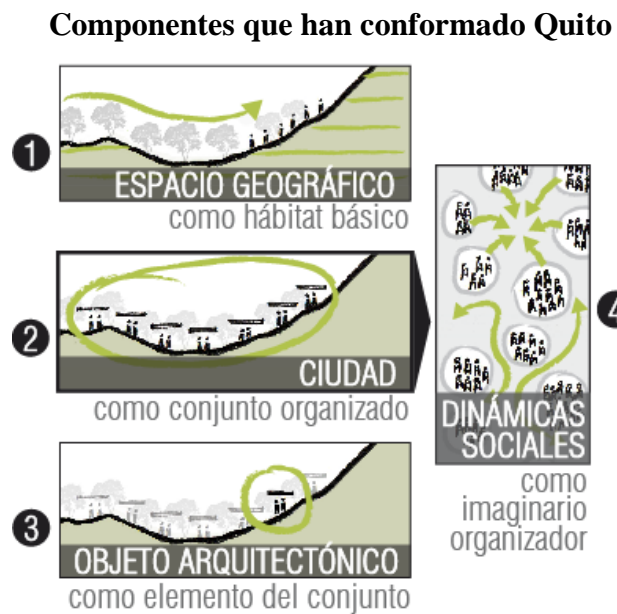 Componentes que han conformado Quito
1
ESPACIO GEOGRÁFICO
como hábitat básico
2
CIUDAD
como conjunto organizado
3
OBJETO ARQUITECTÓNICO
como elemento del conjunto
4
DINÁMICAS
SOCIALES
como
imaginario
organizador